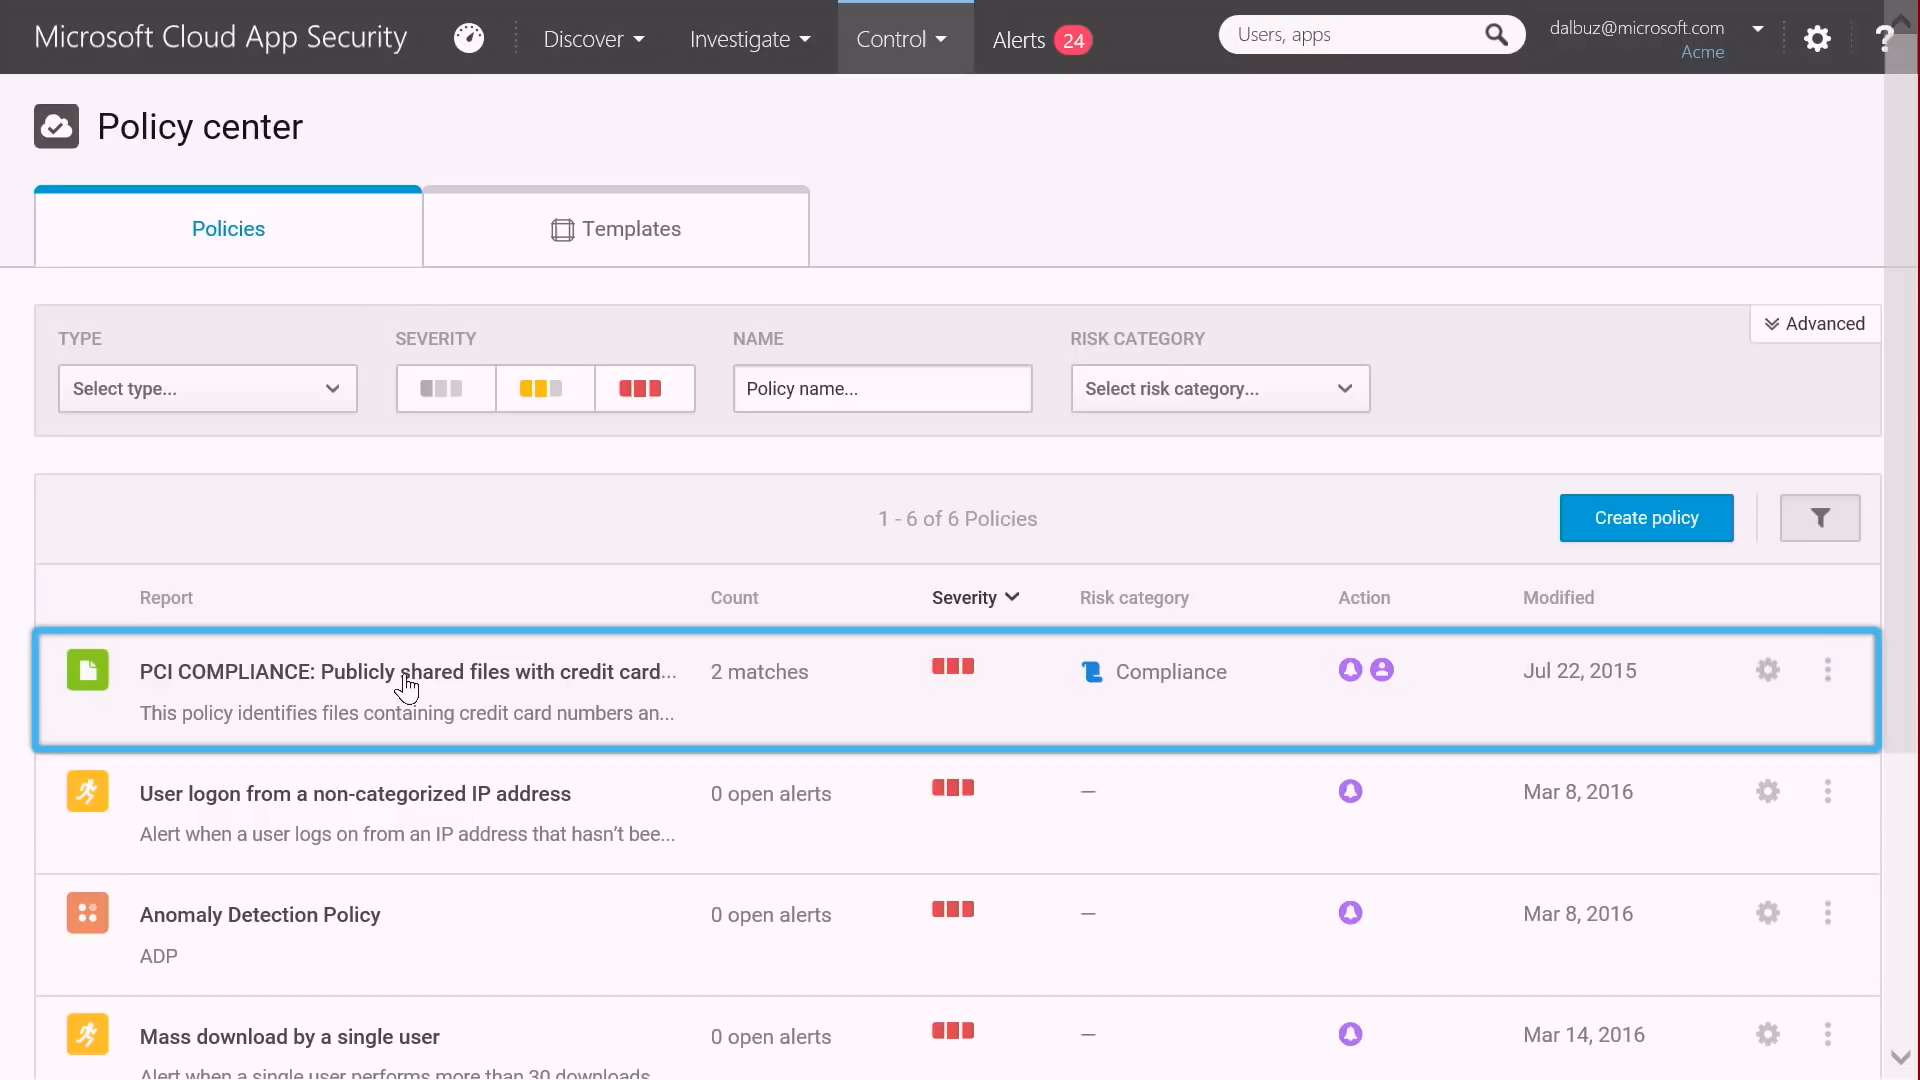 Microsoft Cloud App Security
Discover
Investigate
Control
Alerts 24
Users, apps
dalbuz@microsoft.com
Acme
?
Policy center
Policies
Templates
Advanced
TYPE
SEVERITY
NAME
RISK CATEGORY
Select type...
Policy name...
Select risk category...
1 - 6 of 6 Policies
Create policy
Report
Count
Severity
Risk category
Action
Modified
PCI COMPLIANCE: Publicly shared files with credit card...
2 matches
Compliance
Jul 22, 2015
This policy identifies files containing credit card numbers an...
User logon from a non-categorized IP address
0 open alerts
—
Mar 8, 2016
Alert when a user logs on from an IP address that hasn’t bee...
Anomaly Detection Policy
0 open alerts
—
Mar 8, 2016
ADP
Mass download by a single user
0 open alerts
—
Mar 14, 2016
Alert when a single user performs more than 30 downloads